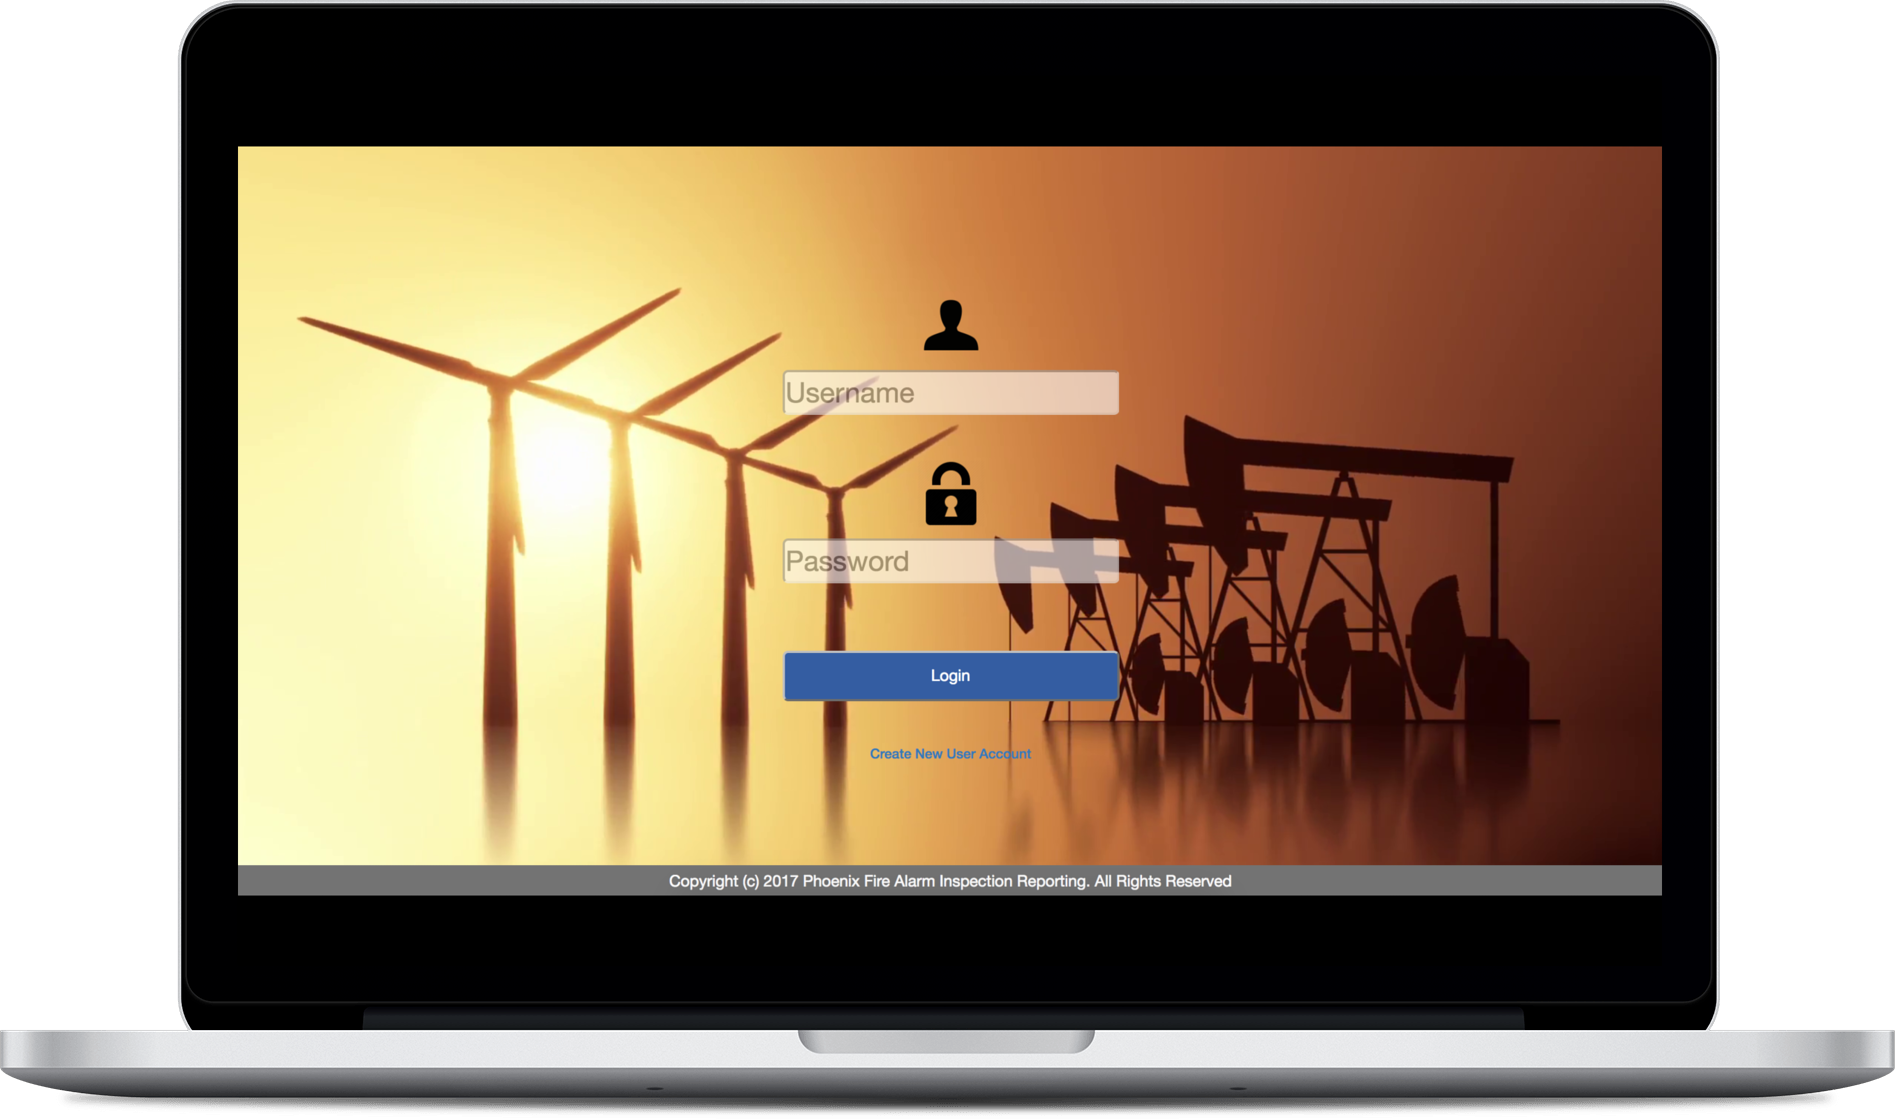 Username
Password
Login
Create New User Account
Copyright (c) 2017 Phoenix Fire Alarm Inspection Reporting. All Rights Reserved